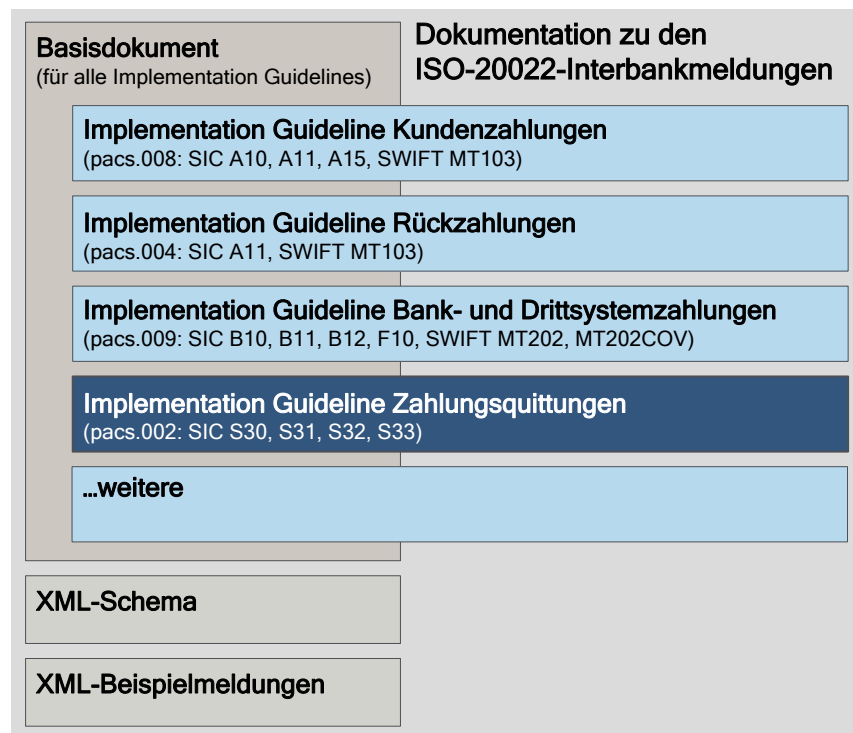 Basisdokument
(für alle Implementation Guidelines)
Dokumentation zu den
ISO-20022-Interbankmeldungen
Implementation Guideline Kundenzahlungen
(pacs.008: SIC A10, A11, A15, SWIFT MT103)
Implementation Guideline Rückzahlungen
(pacs.004: SIC A11, SWIFT MT103)
Implementation Guideline Bank- und Drittsystemzahlungen
(pacs.009: SIC B10, B11, B12, F10, SWIFT MT202, MT202COV)
Implementation Guideline Zahlungsquittungen
(pacs.002: SIC S30, S31, S32, S33)
...weitere
XML-Schema
XML-Beispielmeldungen